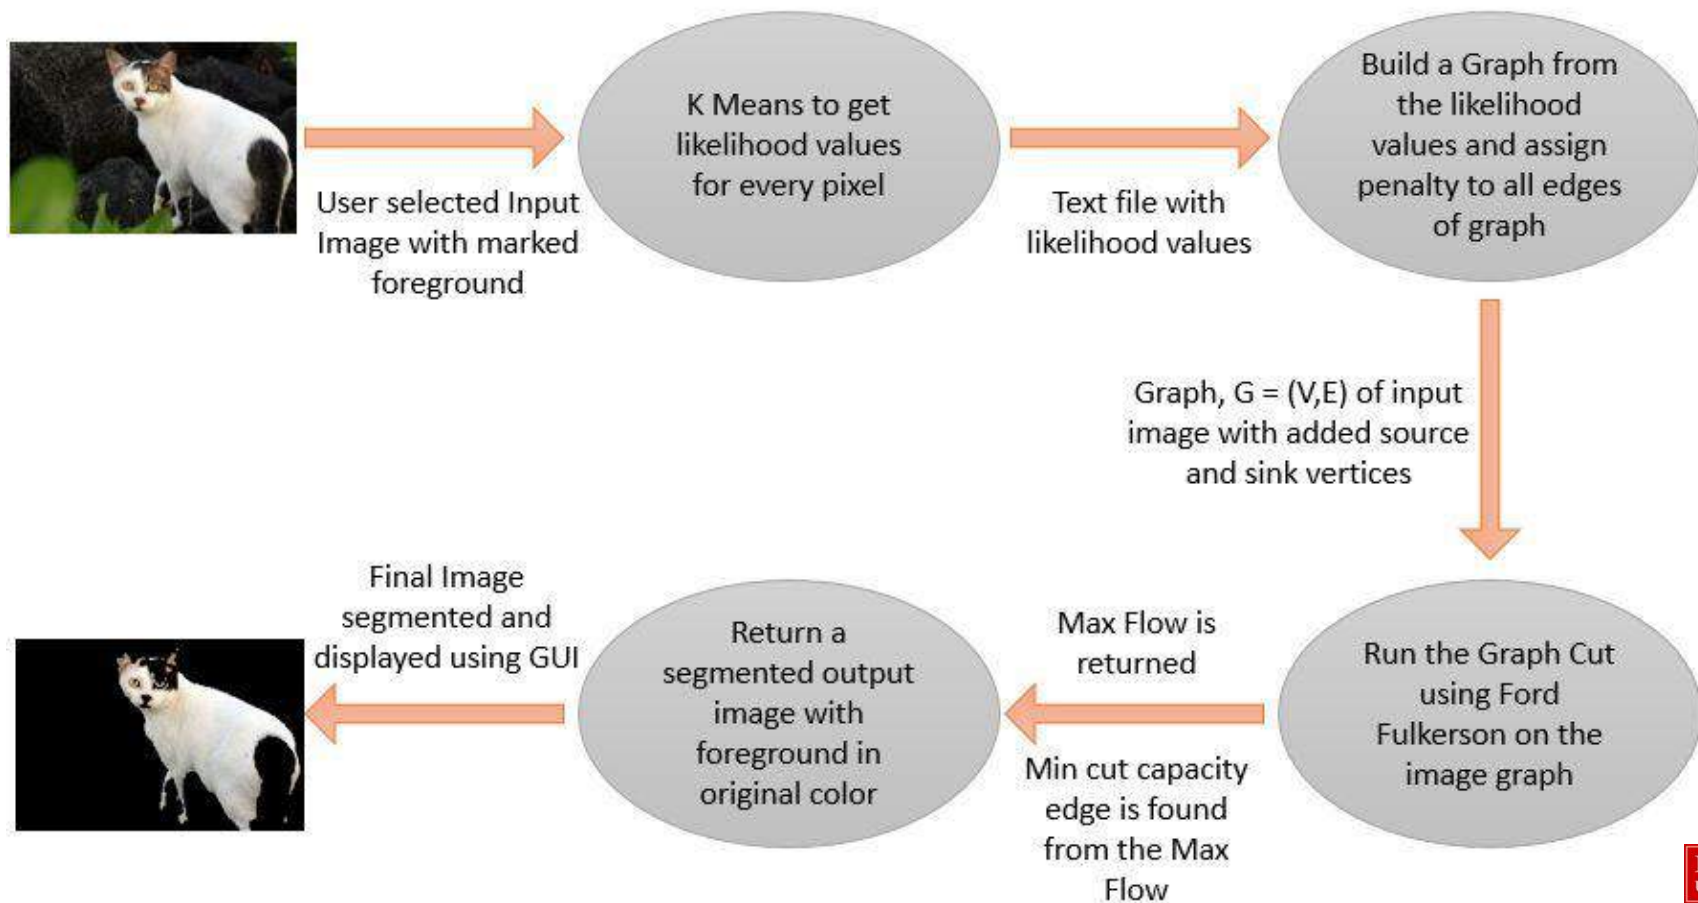 K Means to get
likelihood values
for every pixel
Build a Graph from
the likelihood
values and assign
penalty to all edges
of graph
User selected Input
Image with marked
foreground
Text file with
likelihood values
Graph, G = (V,E) of input
image with added source
and sink vertices
Run the Graph Cut
using Ford
Fulkerson on the
image graph
Max Flow is
returned
Min cut capacity
edge is found
from the Max
Flow
Return a
segmented output
image with
foreground in
original color
Final Image
segmented and
displayed using GUI